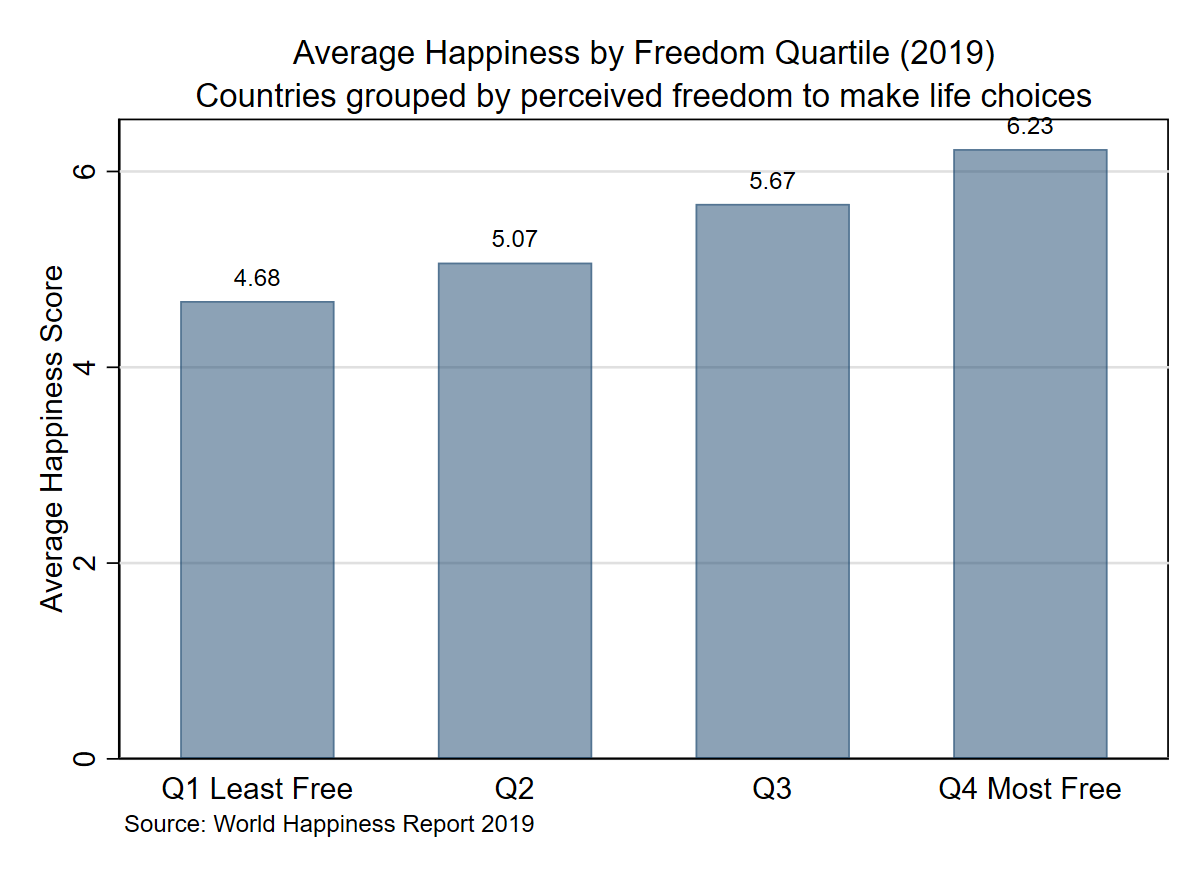 Average Happiness by Freedom Quartile (2019)
Countries grouped by perceived freedom to make life choices
Average Happiness Score
6
4
2
0
4.68
5.07
5.67
6.23
Q1 Least Free
Q2
Q3
Q4 Most Free
Source: World Happiness Report 2019